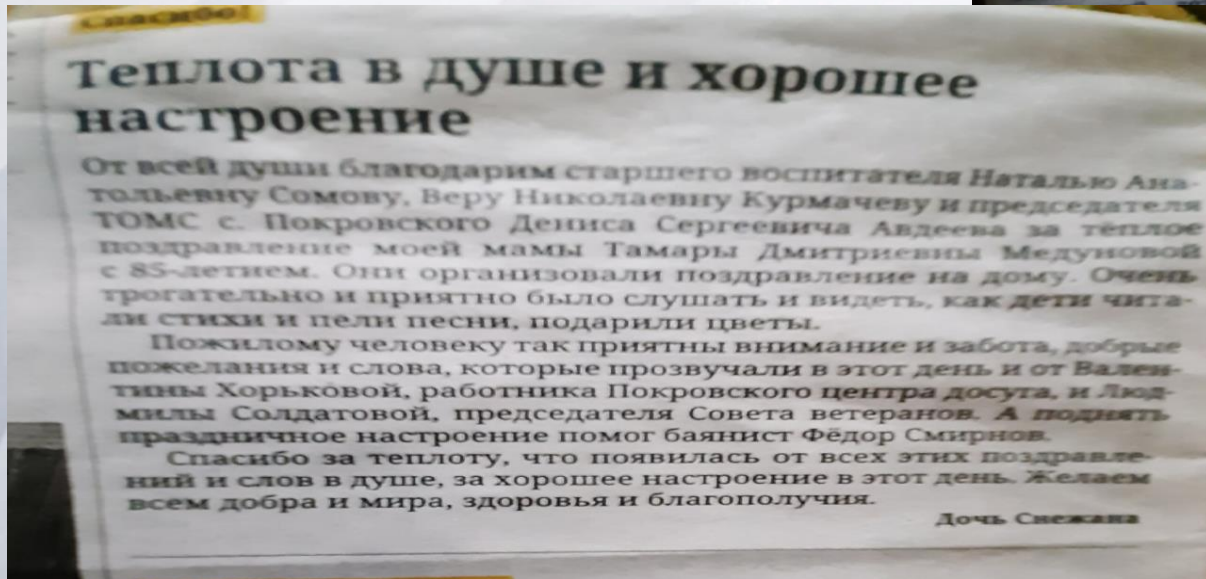 Спасибо!
Теплота в душе и хорошее
настроение
От всей души благодарим старшего воспитателя Наталью Ана-
тольевну Сомову, Веру Николаевну Курмачеву и председателя
ТОМС с. Покровского Дениса Сергеевича Авдеева за тёплое
поздравление моей мамы Тамары Дмитриевны Медуновой
с 85-летием. Они организовали поздравление на дому. Очень
трогательно и приятно было слушать и видеть, как дети чита-
ли стихи и пели песни, подарили цветы.
Пожилому человеку так приятны внимание и забота, добрые
пожелания и слова, которые прозвучали в этот день и от Вален-
тины Хорьковой, работника Покровского центра досуга, и Люд-
милы Солдатовой, председателя Совета ветеранов. А поднять
праздничное настроение помог баянист Фёдор Смирнов.
Спасибо за теплоту, что появилась от всех этих поздравле-
ний и слов в душе, за хорошее настроение в этот день. Желаем
всем добра и мира, здоровья и благополучия.
Дочь Снежана